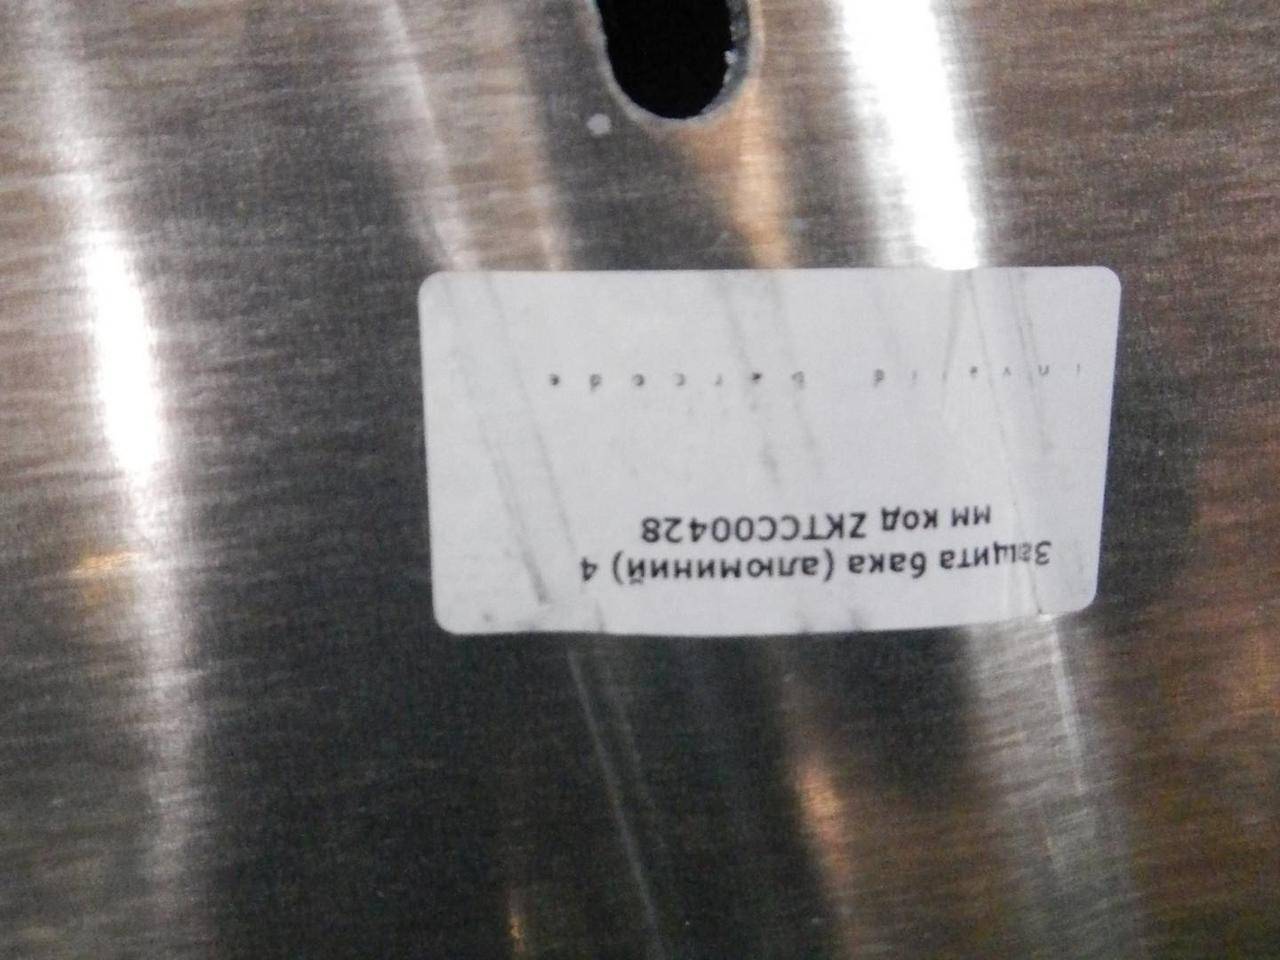 Защита бака (алюминий) 4
мм код ZKTCC00428
invalid barcode